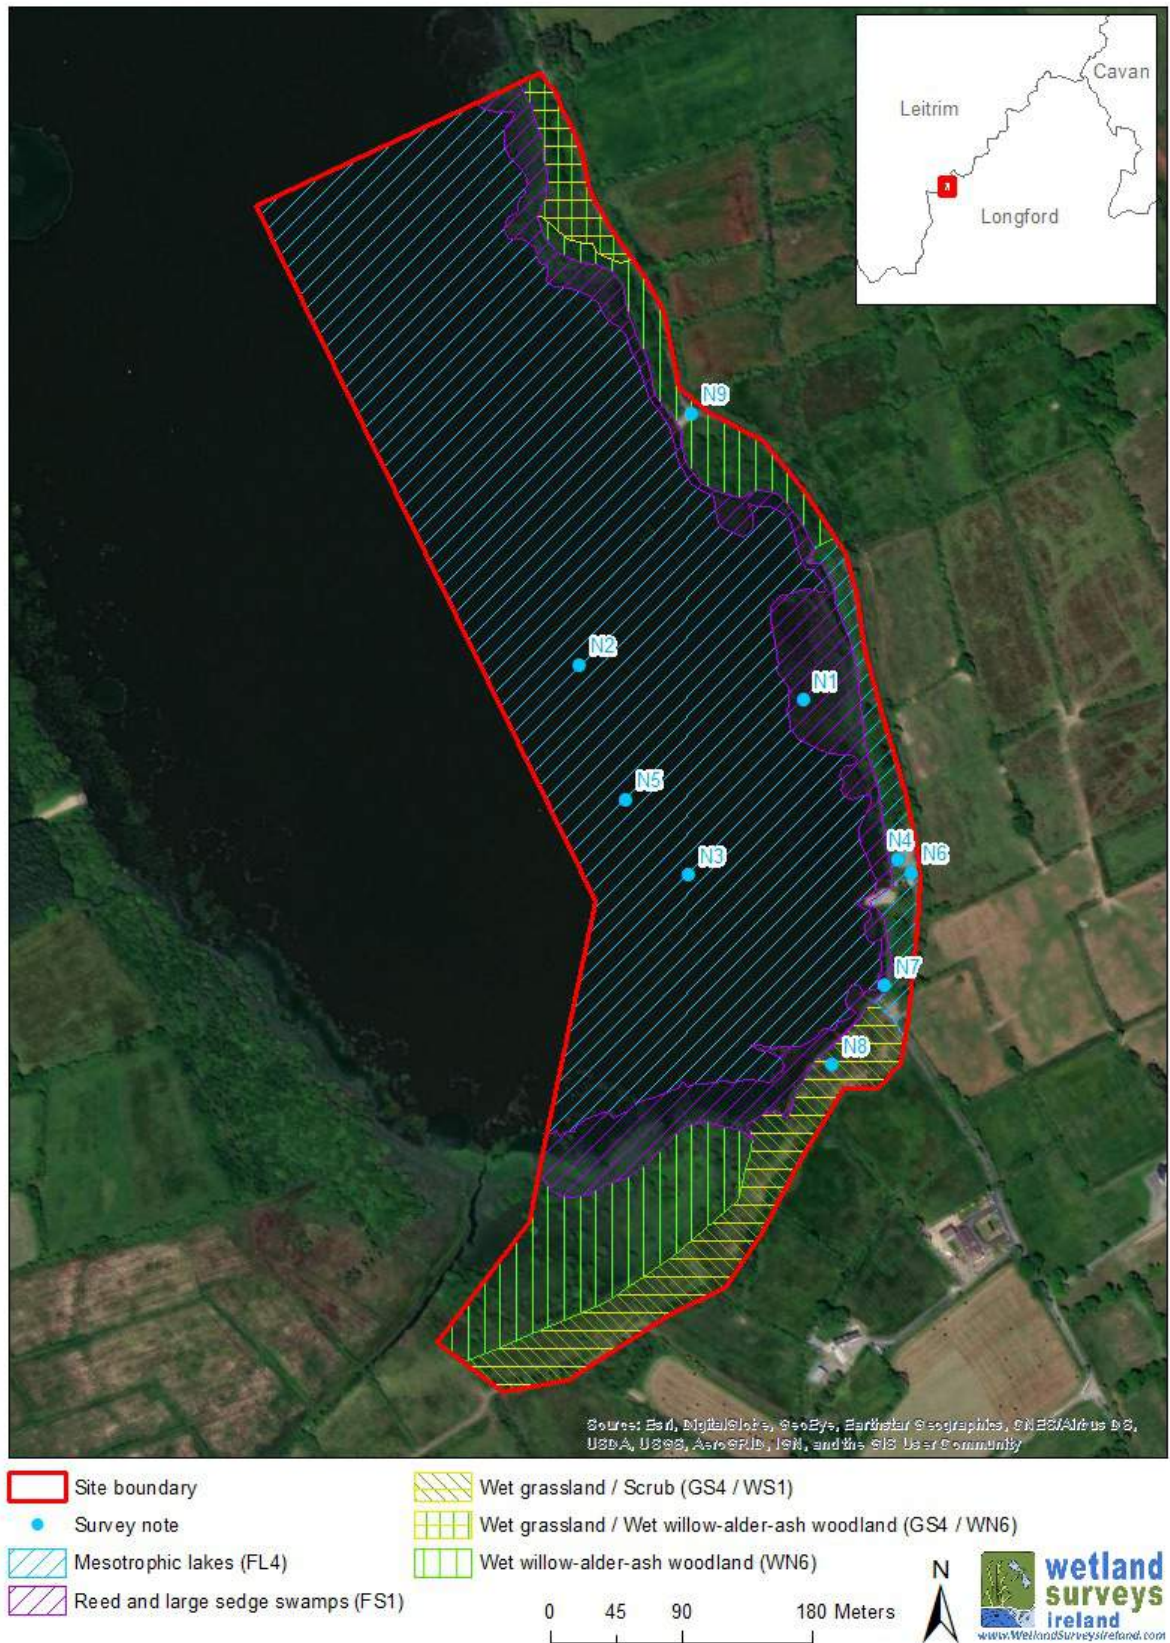 Cavan
Leitrim
Longford
N9
N2
N1
N5
N3
N4
N6
N7
N8
Source: Esri, DigitalGlobe, GeoEye, Earthstar Geographics, CNES/Airbus DS,
USDA, USGS, AeroGRID, IGN, and the GIS User Community
Site boundary
Survey note
Mesotrophic lakes (FL4)
Reed and large sedge swamps (FS1)
Wet grassland / Scrub (GS4 / WS1)
Wet grassland / Wet willow-alder-ash woodland (GS4 / WN6)
Wet willow-alder-ash woodland (WN6)
0 45 90 180 Meters
N
wetland
surveys
ireland
www.WetlandSurveysIreland.com